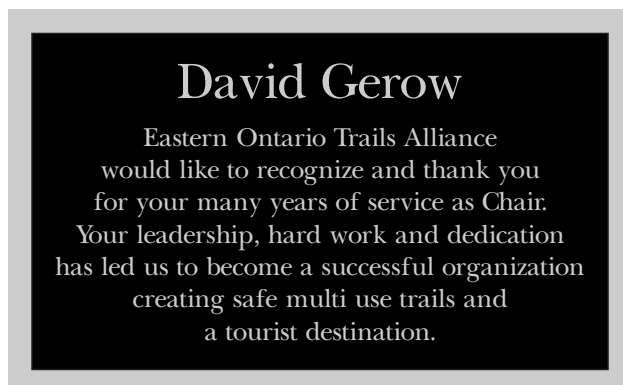 David Gerow
Eastern Ontario Trails Alliance
would like to recognize and thank you
for your many years of service as Chair.
Your leadership, hard work and dedication
has led us to become a successful organization
creating safe multi use trails and
a tourist destination.